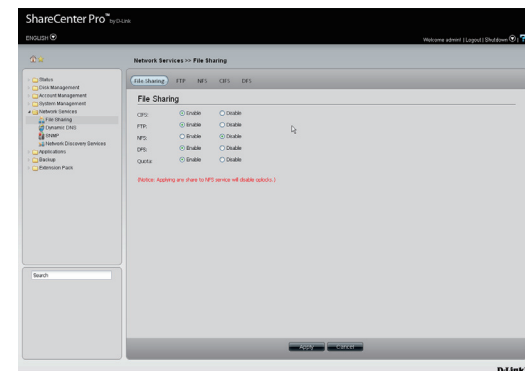 ShareCenter Pro™ by D-Link
ENGLISH
Welcome admin! | Logout | Shutdown | ?
Network Services >> File Sharing
Status
Disk Management
Account Management
System Management
Network Services
File Sharing
Dynamic DNS
SNMP
Network Discovery Services
Applications
Backup
Extension Pack
Search
File Sharing FTP NFS CIFS DFS
File Sharing
CIFS: Enable Disable
FTP: Enable Disable
NFS: Enable Disable
DFS: Enable Disable
Quota: Enable Disable
(Notice: Applying any share to NFS service will disable oplocks.)
Apply Cancel
D-Link